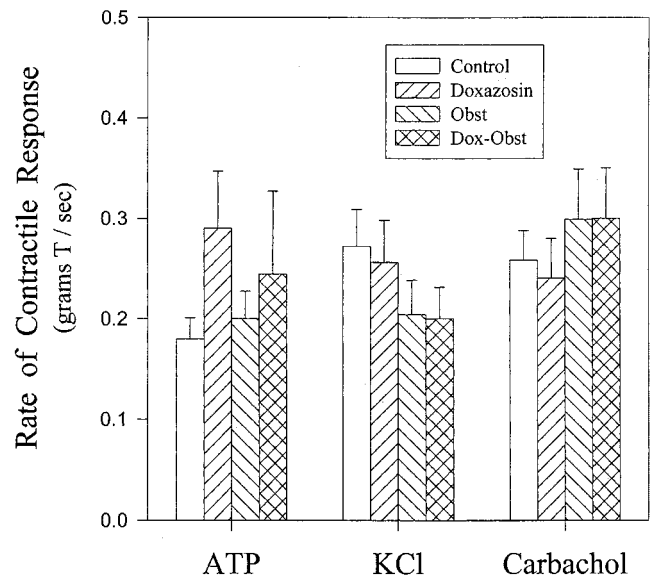 Rate of Contractile Response
(grams T / sec)
0.5
0.4
0.3
0.2
0.1
0.0
Control
Doxazosin
Obst
Dox-Obst
ATP
KCl
Carbachol